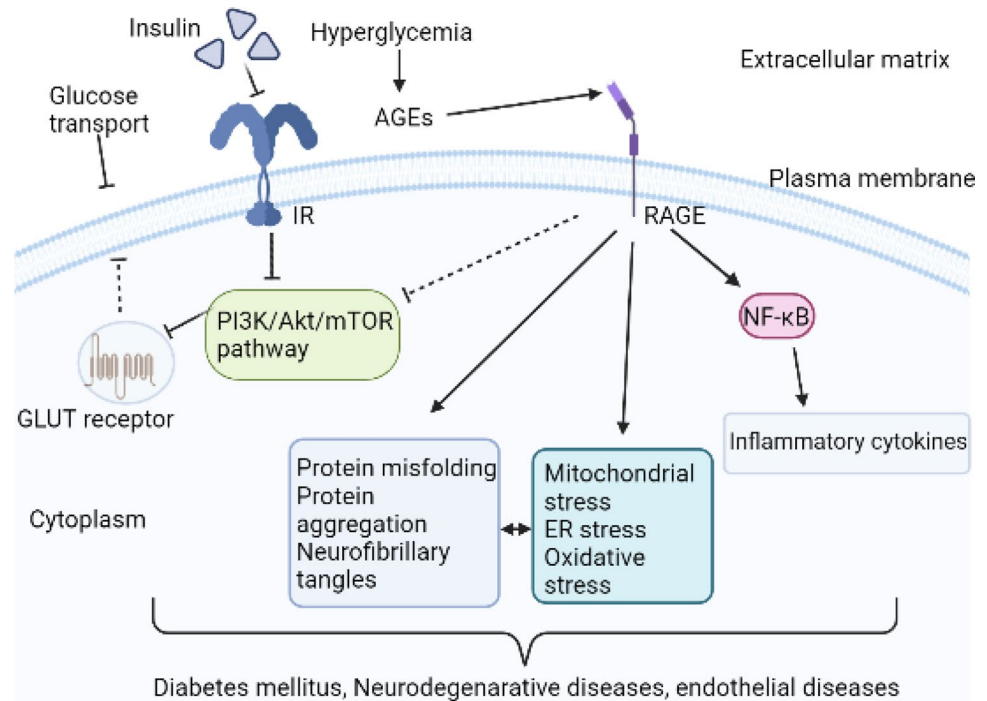 Insulin
Hyperglycemia
Extracellular matrix
Glucose
transport
AGEs
Plasma membrane
IR
RAGE
PI3K/Akt/mTOR
pathway
NF-κB
GLUT receptor
Inflammatory cytokines
Protein misfolding
Protein
aggregation
Neurofibrillary
tangles
Mitochondrial
stress
ER stress
Oxidative
stress
Cytoplasm
Diabetes mellitus, Neurodegenarative diseases, endothelial diseases